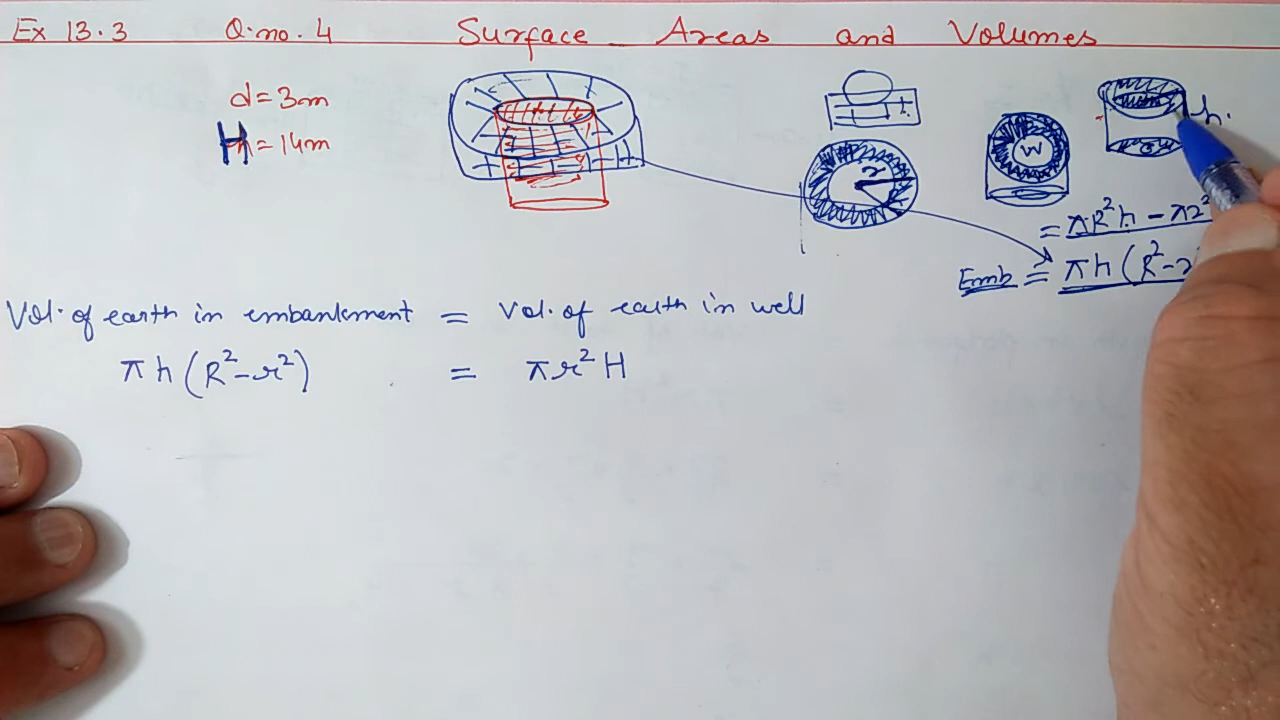 Ex 13.3 Q.no.4 Surface Areas and Volumes
d = 3m
H = 14m
r
W
h.
= πR²h - πr²
Emb = πh(R²-r
Vol. of earth in embankment = Vol. of earth in well
πh(R²-r²) = πr²H